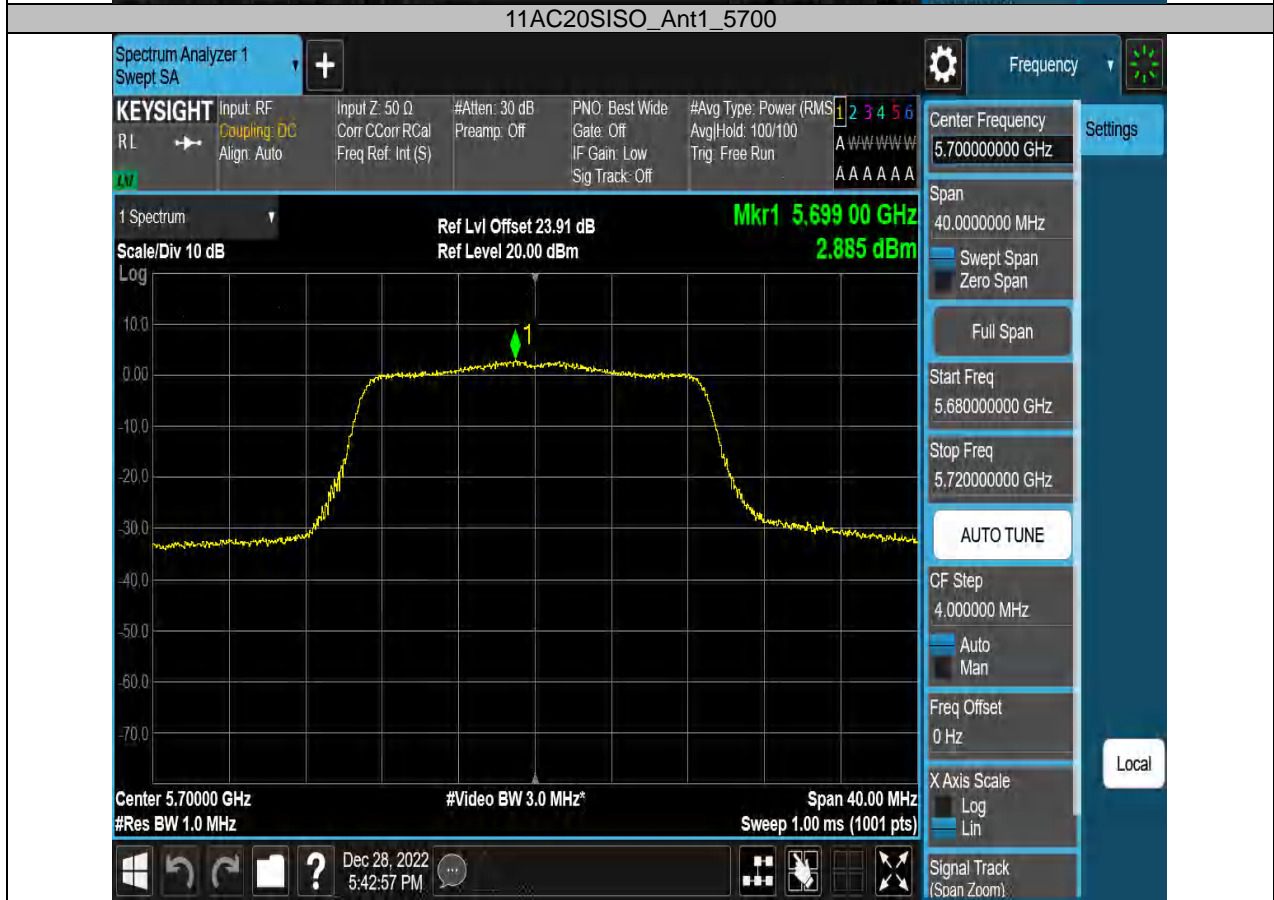 11AC20SISO_Ant1_5700
Spectrum Analyzer 1
Swept SA
Frequency
KEYSIGHT
RL
Input: RF
Coupling: DC
Align: Auto
Input Z: 50 Ω
Corr CCorr RCal
Freq Ref: Int (S)
#Atten: 30 dB
Preamp: Off
PNO: Best Wide
Gate: Off
IF Gain: Low
Sig Track: Off
#Avg Type: Power (RMS
Avg|Hold: 100/100
Trig: Free Run
1 2 3 4 5 6
A W W W W W
A A A A A A
Center Frequency
5.700000000 GHz
Settings
Span
40.0000000 MHz
Swept Span
Zero Span
Full Span
Start Freq
5.680000000 GHz
Stop Freq
5.720000000 GHz
AUTO TUNE
CF Step
4.000000 MHz
Auto
Man
Freq Offset
0 Hz
X Axis Scale
Log
Lin
Signal Track
(Span Zoom)
Local
1 Spectrum
Scale/Div 10 dB
Ref Lvl Offset 23.91 dB
Ref Level 20.00 dBm
Mkr1 5.699 00 GHz
2.885 dBm
Log
10.0
0.00
-10.0
-20.0
-30.0
-40.0
-50.0
-60.0
-70.0
1
Center 5.70000 GHz
#Res BW 1.0 MHz
#Video BW 3.0 MHz*
Span 40.00 MHz
Sweep 1.00 ms (1001 pts)
?
Dec 28, 2022
5:42:57 PM